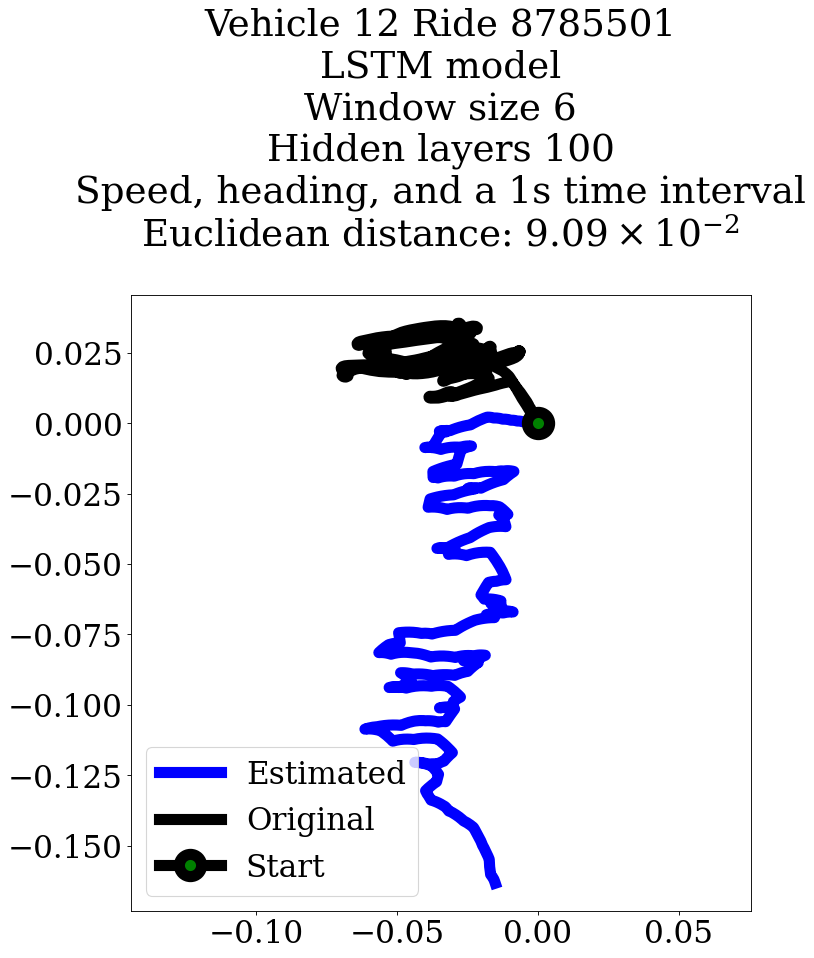 Vehicle 12 Ride 8785501
LSTM model
Window size 6
Hidden layers 100
Speed, heading, and a 1s time interval
Euclidean distance: 9.09 × 10⁻²
0.025
0.000
−0.025
−0.050
−0.075
−0.100
−0.125
−0.150
Estimated
Original
Start
−0.10 −0.05 0.00 0.05